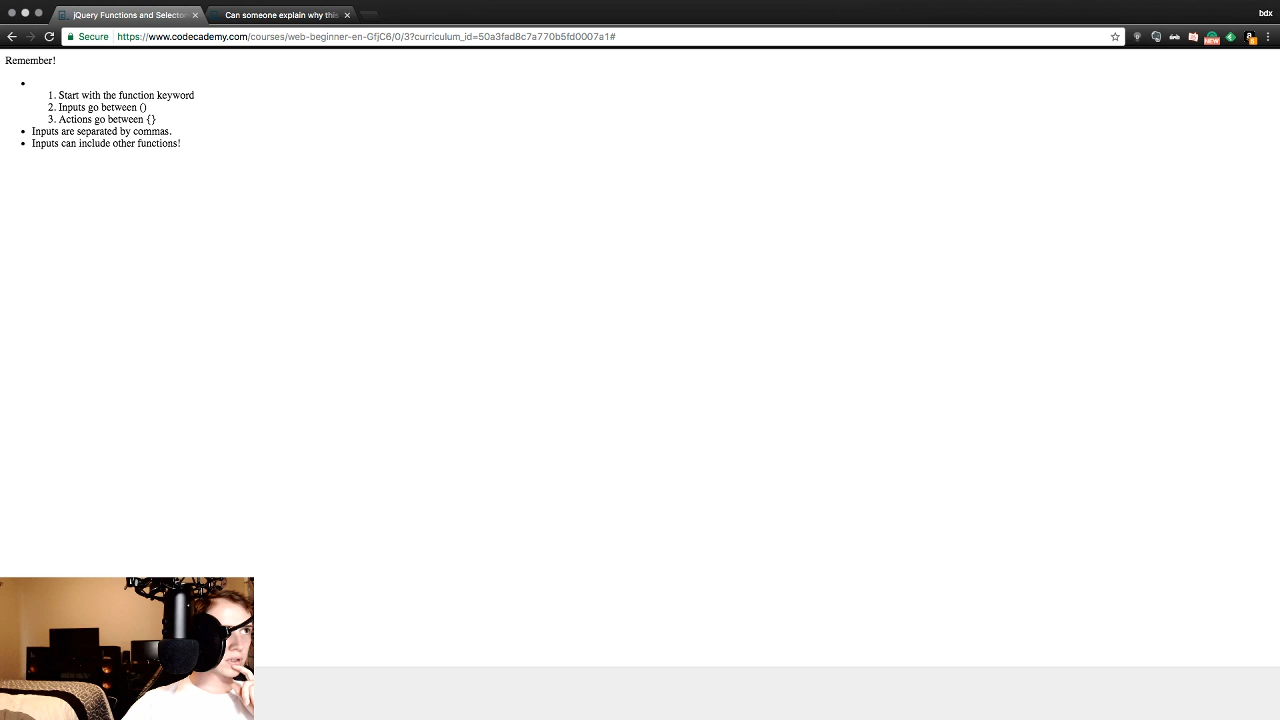 jQuery Functions and Selector
Can someone explain why this
bdx
Secure
https://www.codecademy.com/courses/web-beginner-en-GfjC6/0/3?curriculum_id=50a3fad8c7a770b5fd0007a1#
NEW
Remember!
1. Start with the function keyword
2. Inputs go between ()
3. Actions go between {}
Inputs are separated by commas.
Inputs can include other functions!